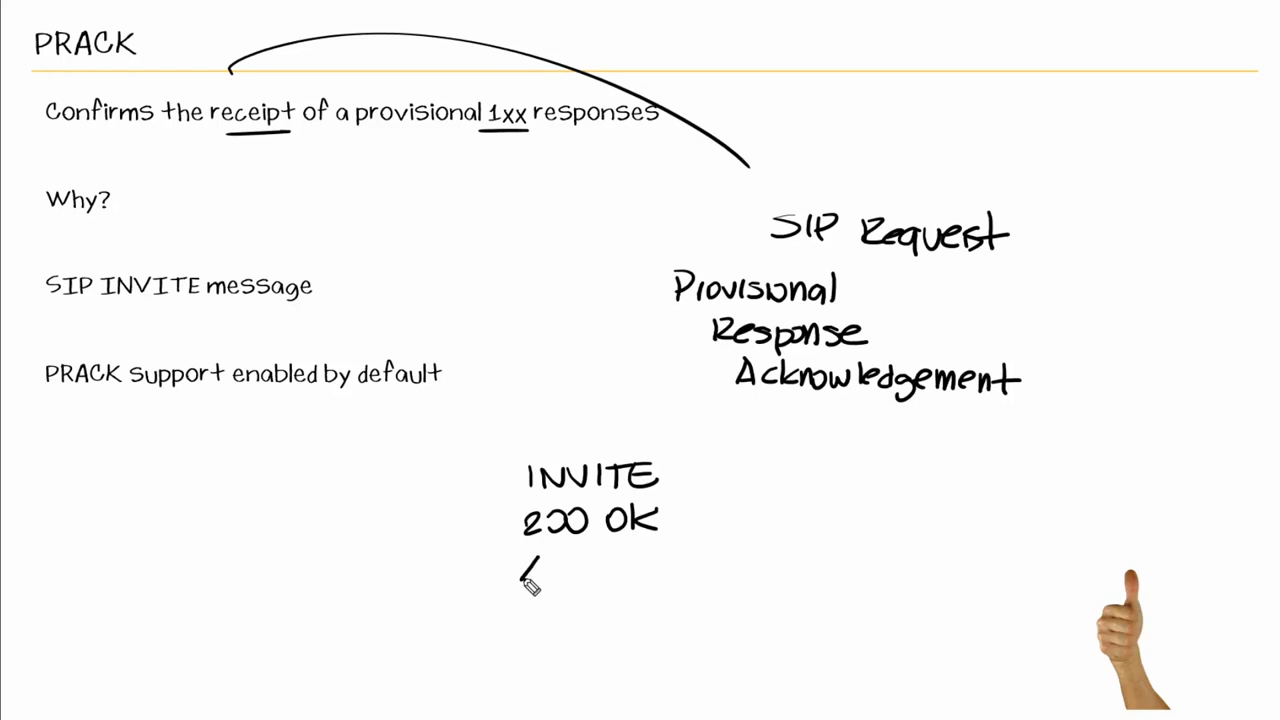 PRACK
Confirms the receipt of a provisional 1xx responses
Why?
SIP Request
SIP INVITE message
Provisional
Response
PRACK support enabled by default
Acknowledgement
INVITE
200 OK